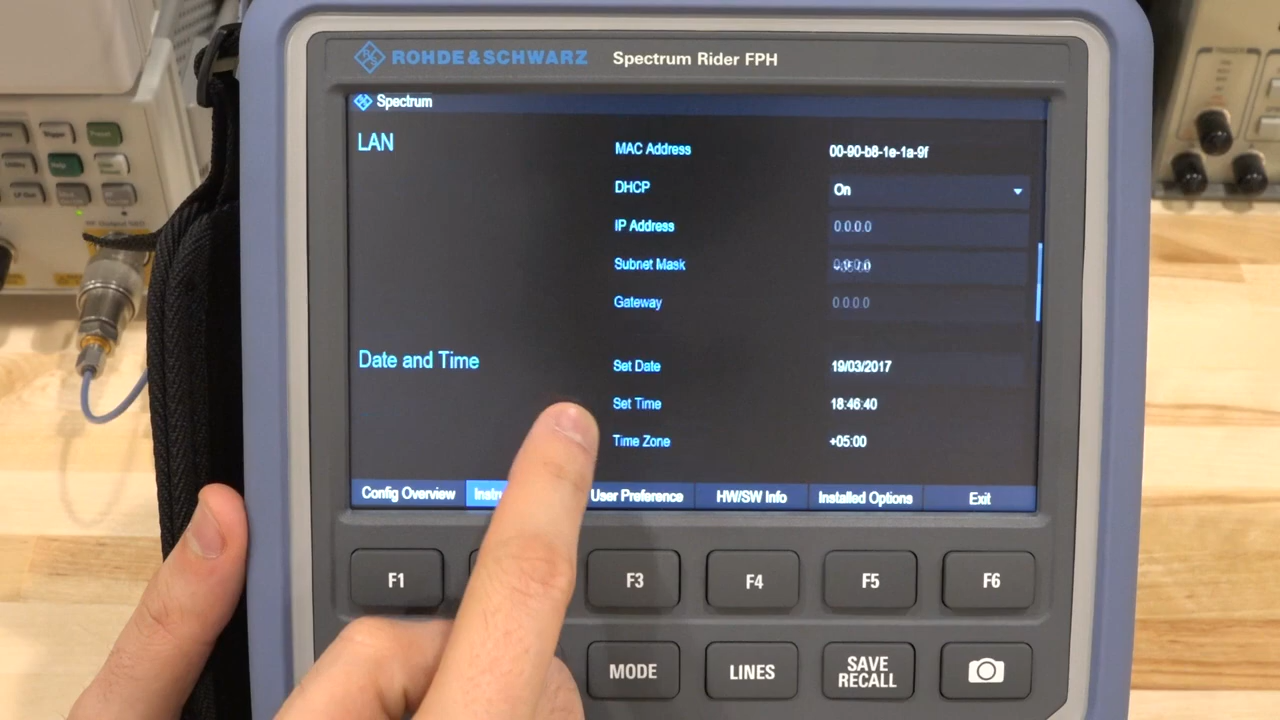 ROHDE & SCHWARZ Spectrum Rider FPH
Spectrum
LAN
MAC Address 00-90-b8-1e-1a-9f
DHCP On
IP Address 0.0.0.0
Subnet Mask
Gateway 0.0.0.0
Date and Time
Set Date 19/03/2017
Set Time 18:46:40
Time Zone +05:00
Config Overview User Preference HW/SW Info Installed Options Exit
F1 F3 F4 F5 F6
MODE LINES SAVE RECALL
Trigger Preset
Help